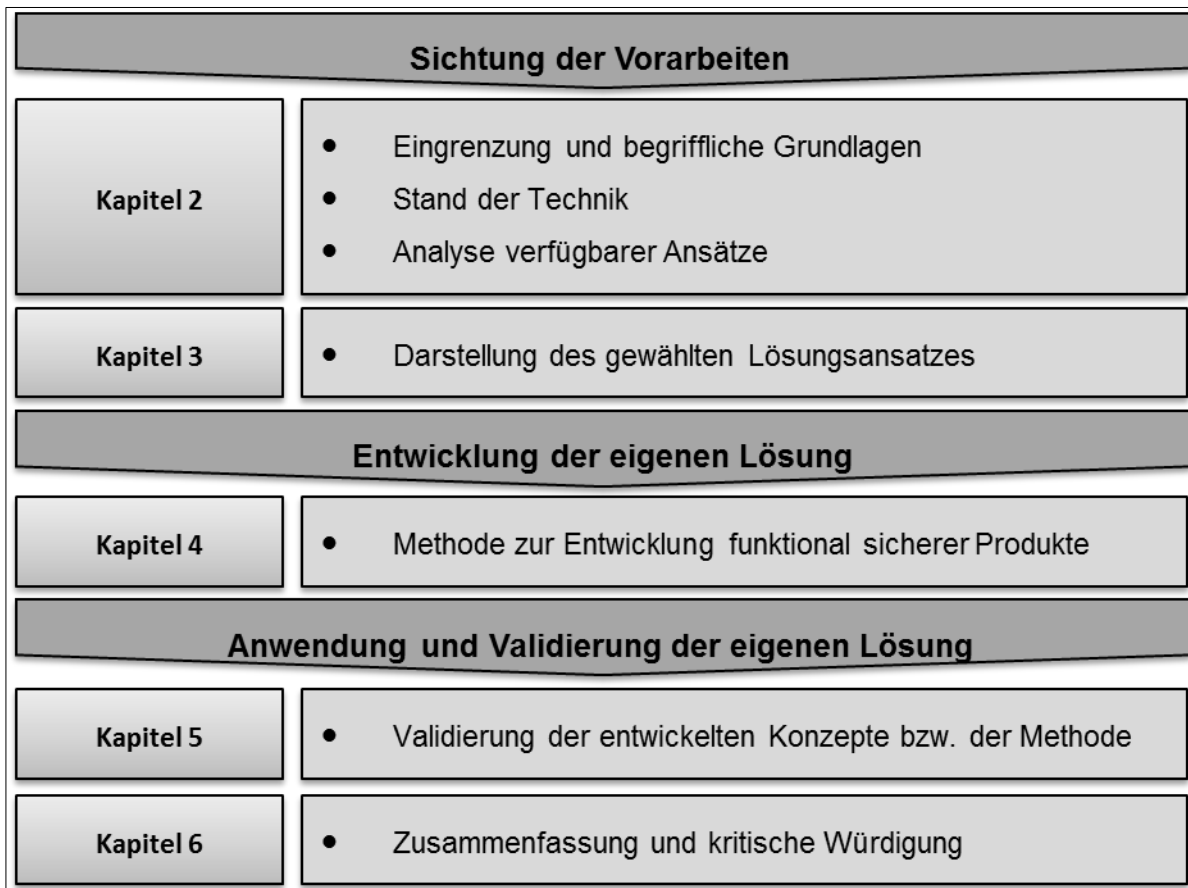 Sichtung der Vorarbeiten
Kapitel 2
• Eingrenzung und begriffliche Grundlagen
• Stand der Technik
• Analyse verfügbarer Ansätze
Kapitel 3
• Darstellung des gewählten Lösungsansatzes
Entwicklung der eigenen Lösung
Kapitel 4
• Methode zur Entwicklung funktional sicherer Produkte
Anwendung und Validierung der eigenen Lösung
Kapitel 5
• Validierung der entwickelten Konzepte bzw. der Methode
Kapitel 6
• Zusammenfassung und kritische Würdigung